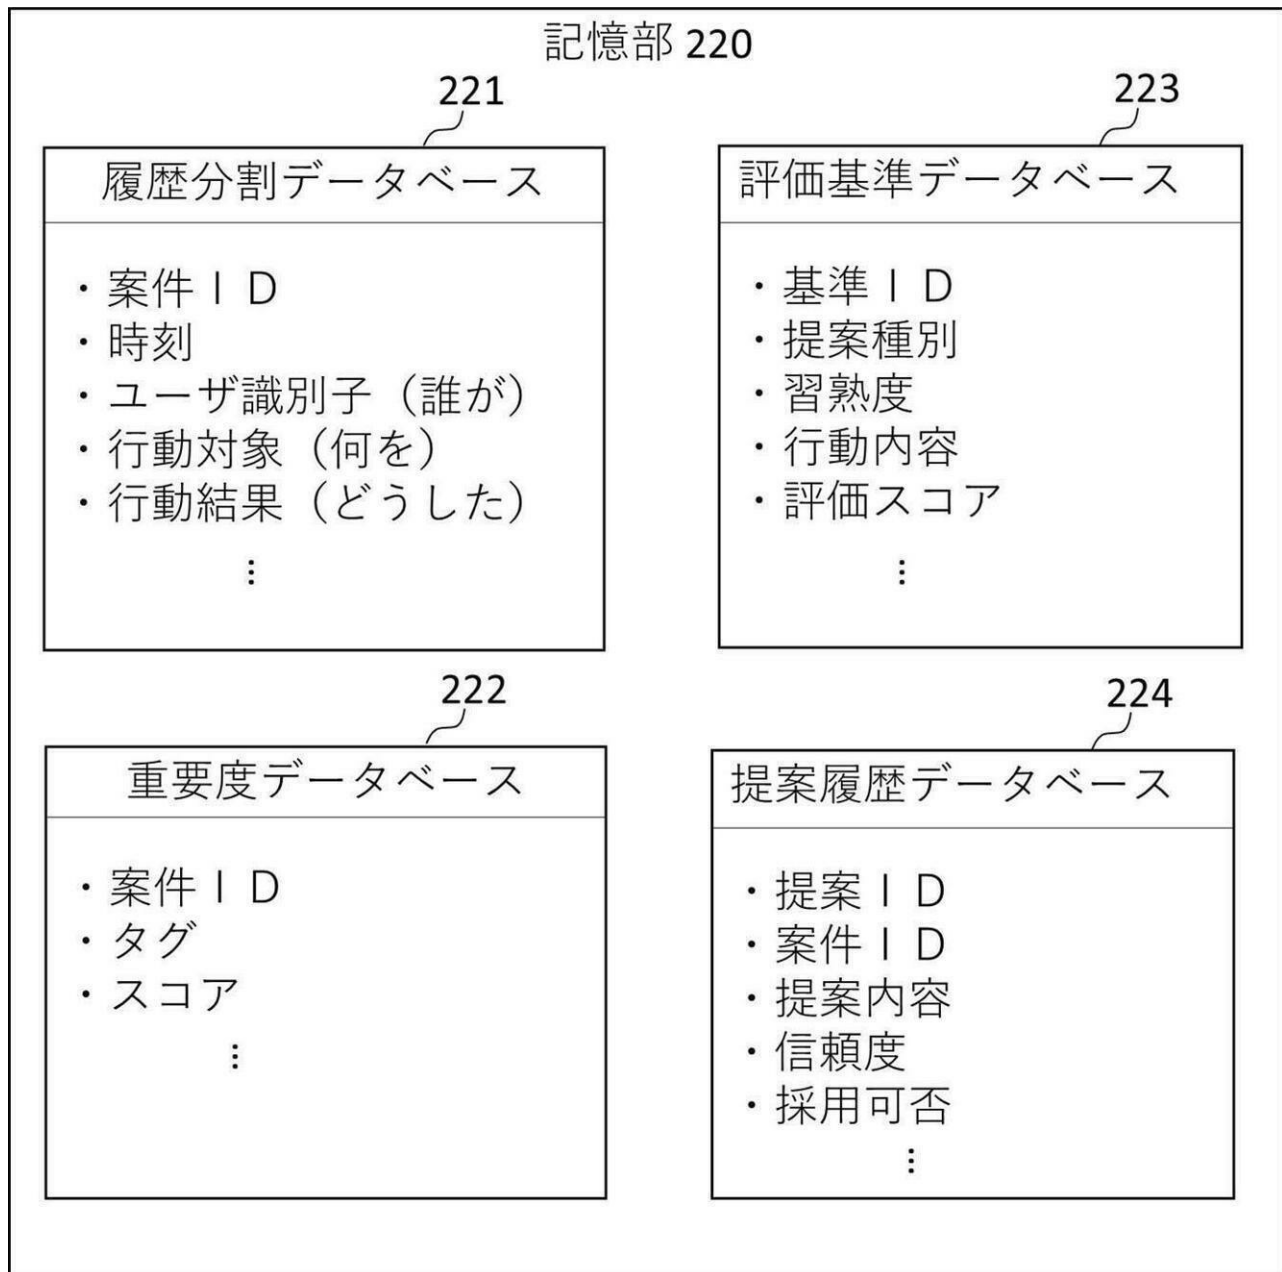 記憶部 220
221
履歴分割データベース
・案件ＩＤ
・時刻
・ユーザ識別子（誰が）
・行動対象（何を）
・行動結果（どうした）
⋮
223
評価基準データベース
・基準ＩＤ
・提案種別
・習熟度
・行動内容
・評価スコア
⋮
222
重要度データベース
・案件ＩＤ
・タグ
・スコア
⋮
224
提案履歴データベース
・提案ＩＤ
・案件ＩＤ
・提案内容
・信頼度
・採用可否
⋮